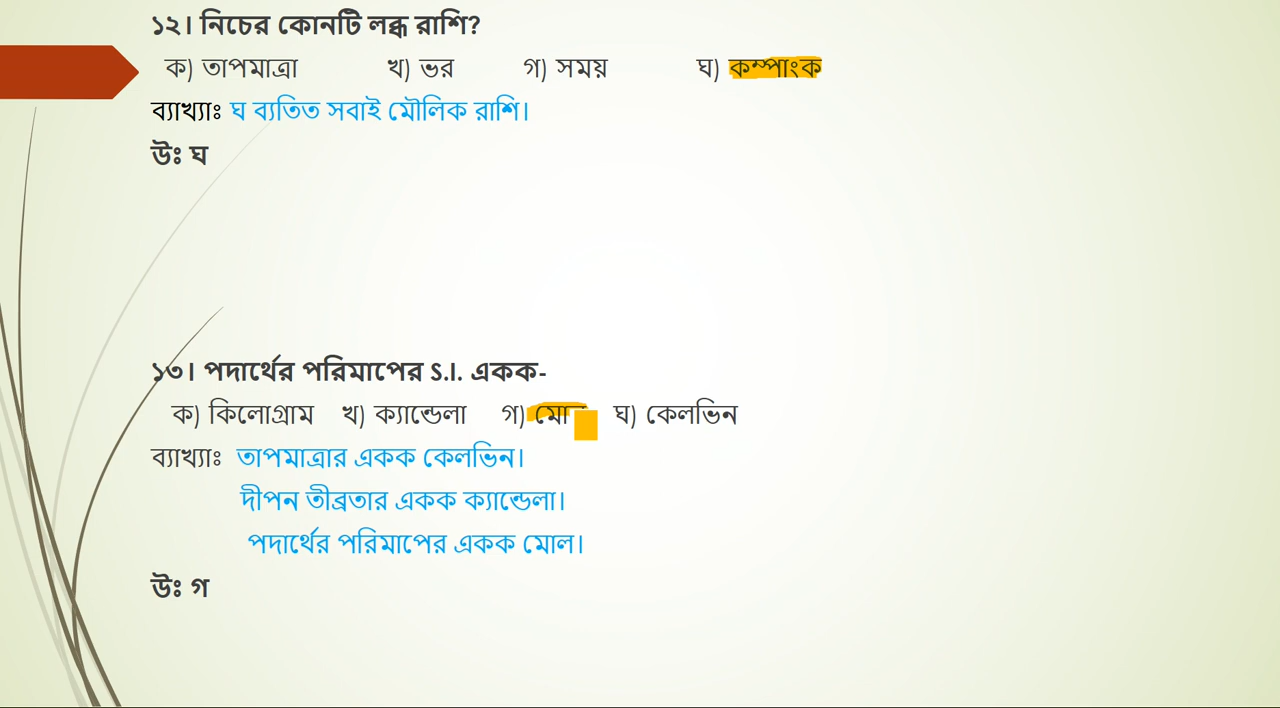 ১২। নিচের কোনটি লব্ধ রাশি?
ক) তাপমাত্রা খ) ভর গ) সময় ঘ) কম্পাংক
ব্যাখ্যাঃ ঘ ব্যতিত সবাই মৌলিক রাশি।
উঃ ঘ
১৩। পদার্থের পরিমাপের S.I. একক-
ক) কিলোগ্রাম খ) ক্যান্ডেলা গ) মোল ঘ) কেলভিন
ব্যাখ্যাঃ তাপমাত্রার একক কেলভিন।
দীপন তীব্রতার একক ক্যান্ডেলা।
পদার্থের পরিমাপের একক মোল।
উঃ গ